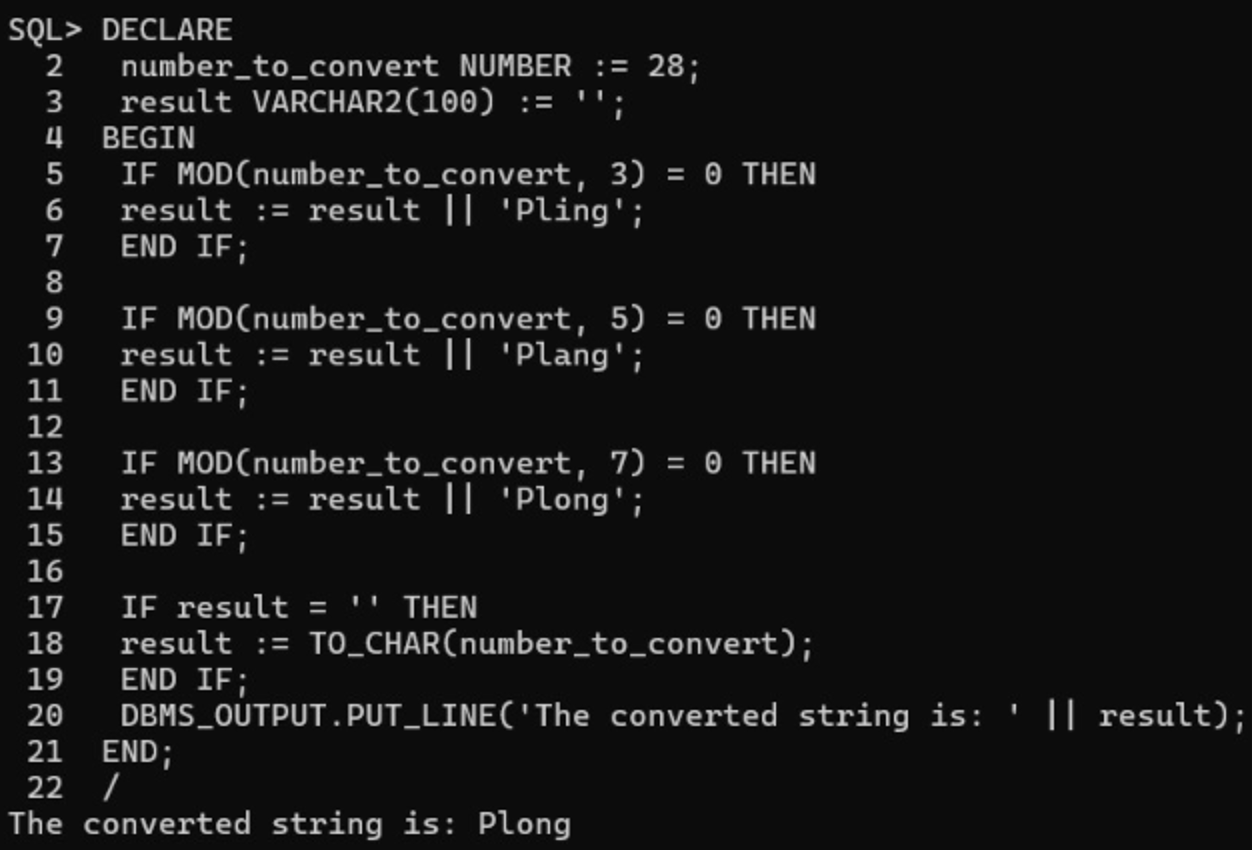 SQL> DECLARE
  2   number_to_convert NUMBER := 28;
  3   result VARCHAR2(100) := '';
  4  BEGIN
  5   IF MOD(number_to_convert, 3) = 0 THEN
  6   result := result || 'Pling';
  7   END IF;
  8
  9   IF MOD(number_to_convert, 5) = 0 THEN
 10   result := result || 'Plang';
 11   END IF;
 12
 13   IF MOD(number_to_convert, 7) = 0 THEN
 14   result := result || 'Plong';
 15   END IF;
 16
 17   IF result = '' THEN
 18   result := TO_CHAR(number_to_convert);
 19   END IF;
 20   DBMS_OUTPUT.PUT_LINE('The converted string is: ' || result);
 21  END;
 22  /
The converted string is: Plong